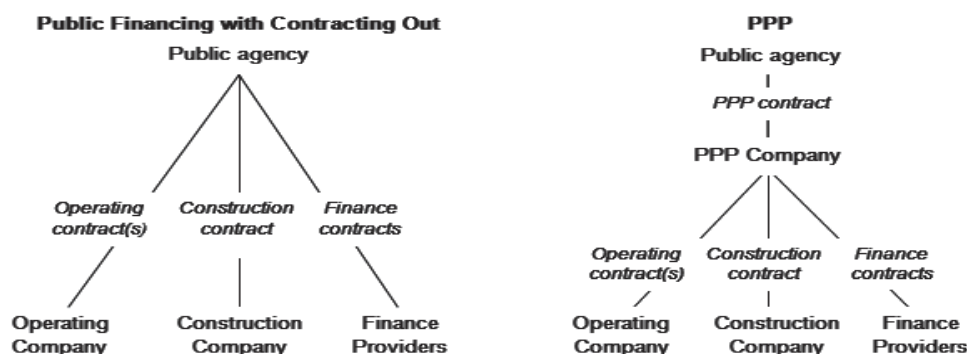 Public Financing with Contracting Out
Public agency
Operating
contract(s)
Construction
contract
Finance
contracts
Operating
Company
Construction
Company
Finance
Providers
PPP
Public agency
PPP contract
PPP Company
Operating
contract(s)
Construction
contract
Finance
contracts
Operating
Company
Construction
Company
Finance
Providers